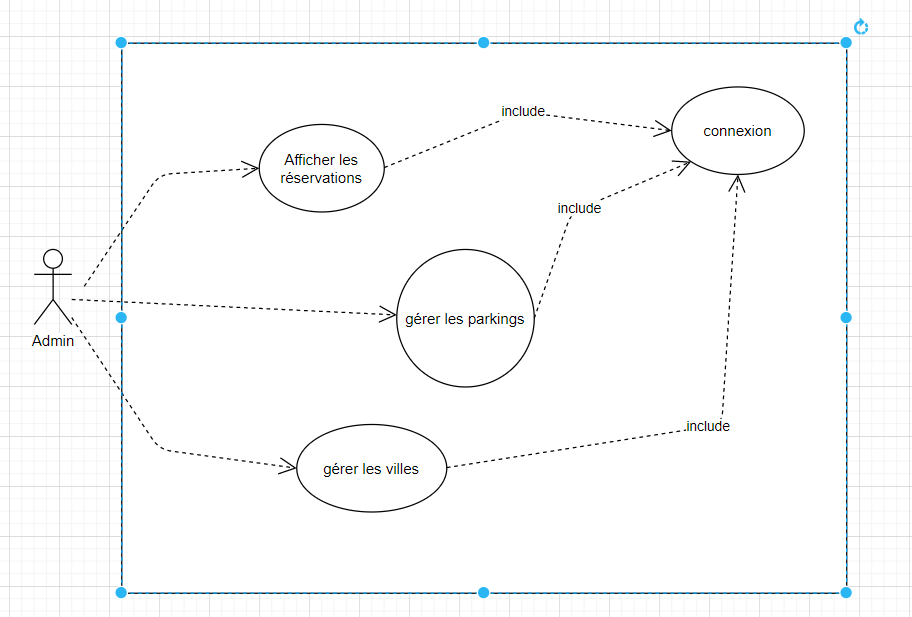 include
connexion
Afficher les
réservations
include
gérer les parkings
Admin
include
gérer les villes